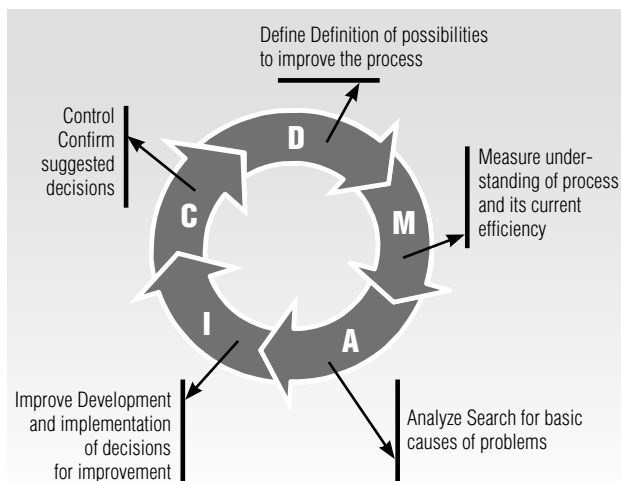 Define Definition of possibilities
to improve the process
D
Control
Confirm
suggested
decisions
Measure under-
standing of process
and its current
efficiency
C
M
I
A
Improve Development
and implementation
of decisions
for improvement
Analyze Search for basic
causes of problems